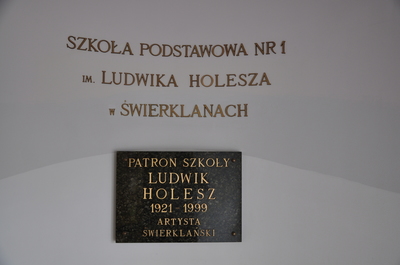 SZKOŁA PODSTAWOWA NR 1
IM. LUDWIKA HOLESZA
W ŚWIERKLANACH
PATRON SZKOŁY
LUDWIK
HOLESZ
1921-1999
ARTYSTA
ŚWIERKLAŃSKI